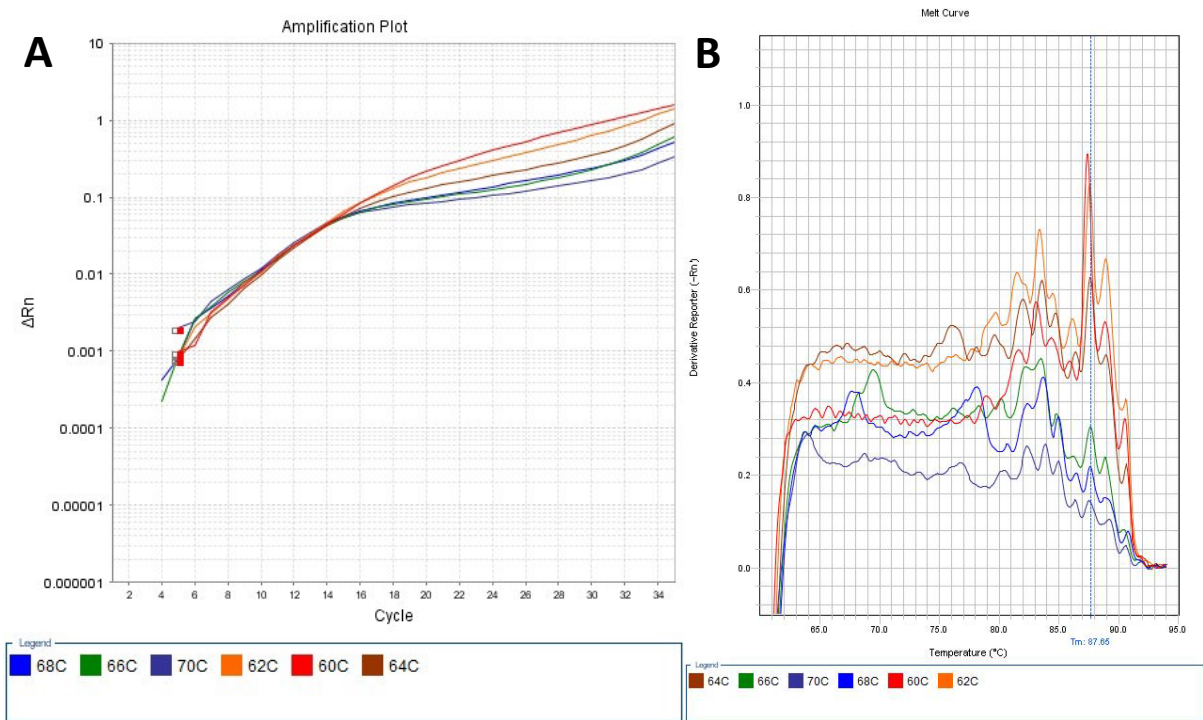 A
Amplification Plot
10
1
0.1
0.01
0.001
0.0001
0.00001
0.000001
ΔRn
2 4 6 8 10 12 14 16 18 20 22 24 26 28 30 32 34
Cycle
Legend
68C 66C 70C 62C 60C 64C
B
Melt Curve
1.0
0.8
0.6
0.4
0.2
0.0
Derivative Reporter (-Rn')
65.0 70.0 75.0 80.0 85.0 90.0 95.0
Tm: 87.65
Temperature (°C)
Legend
64C 66C 70C 68C 60C 62C